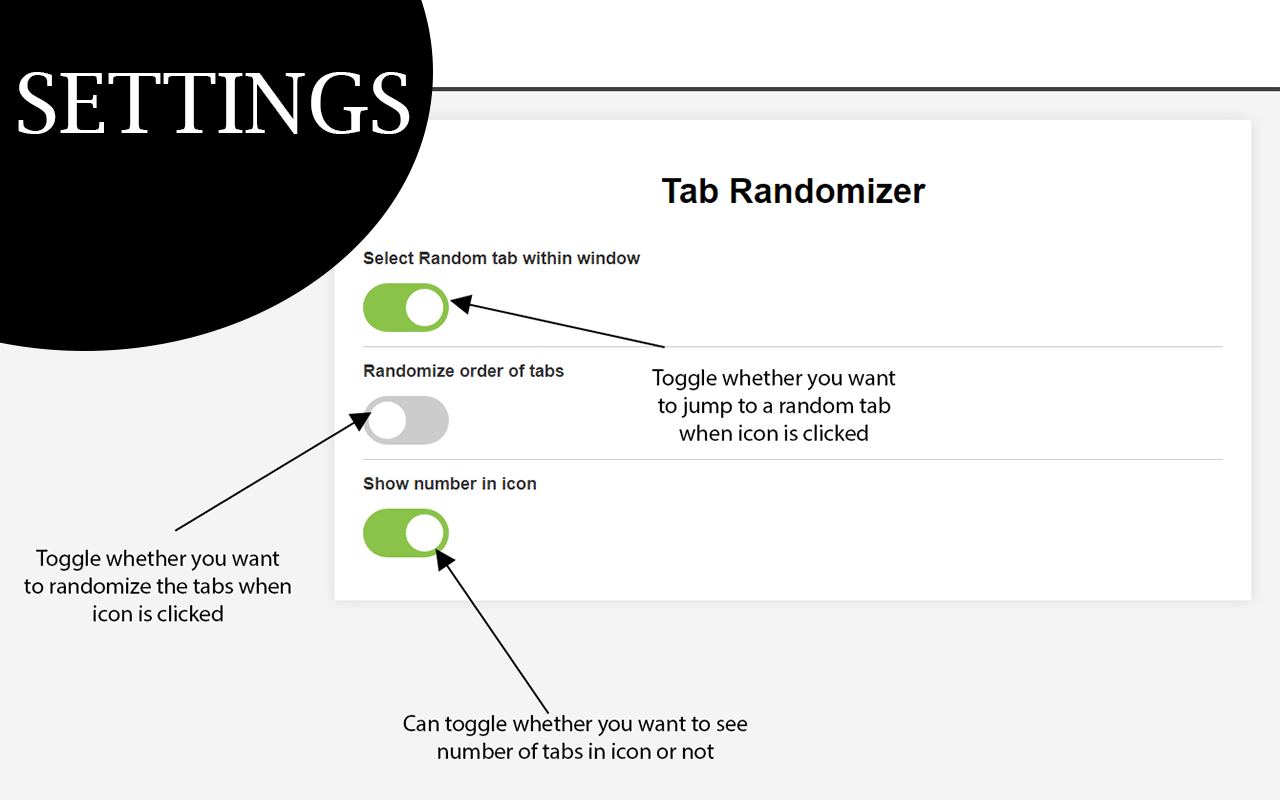 SETTINGS
Tab Randomizer
Select Random tab within window
Toggle whether you want
to jump to a random tab
when icon is clicked
Randomize order of tabs
Toggle whether you want
to randomize the tabs when
icon is clicked
Show number in icon
Can toggle whether you want to see
number of tabs in icon or not